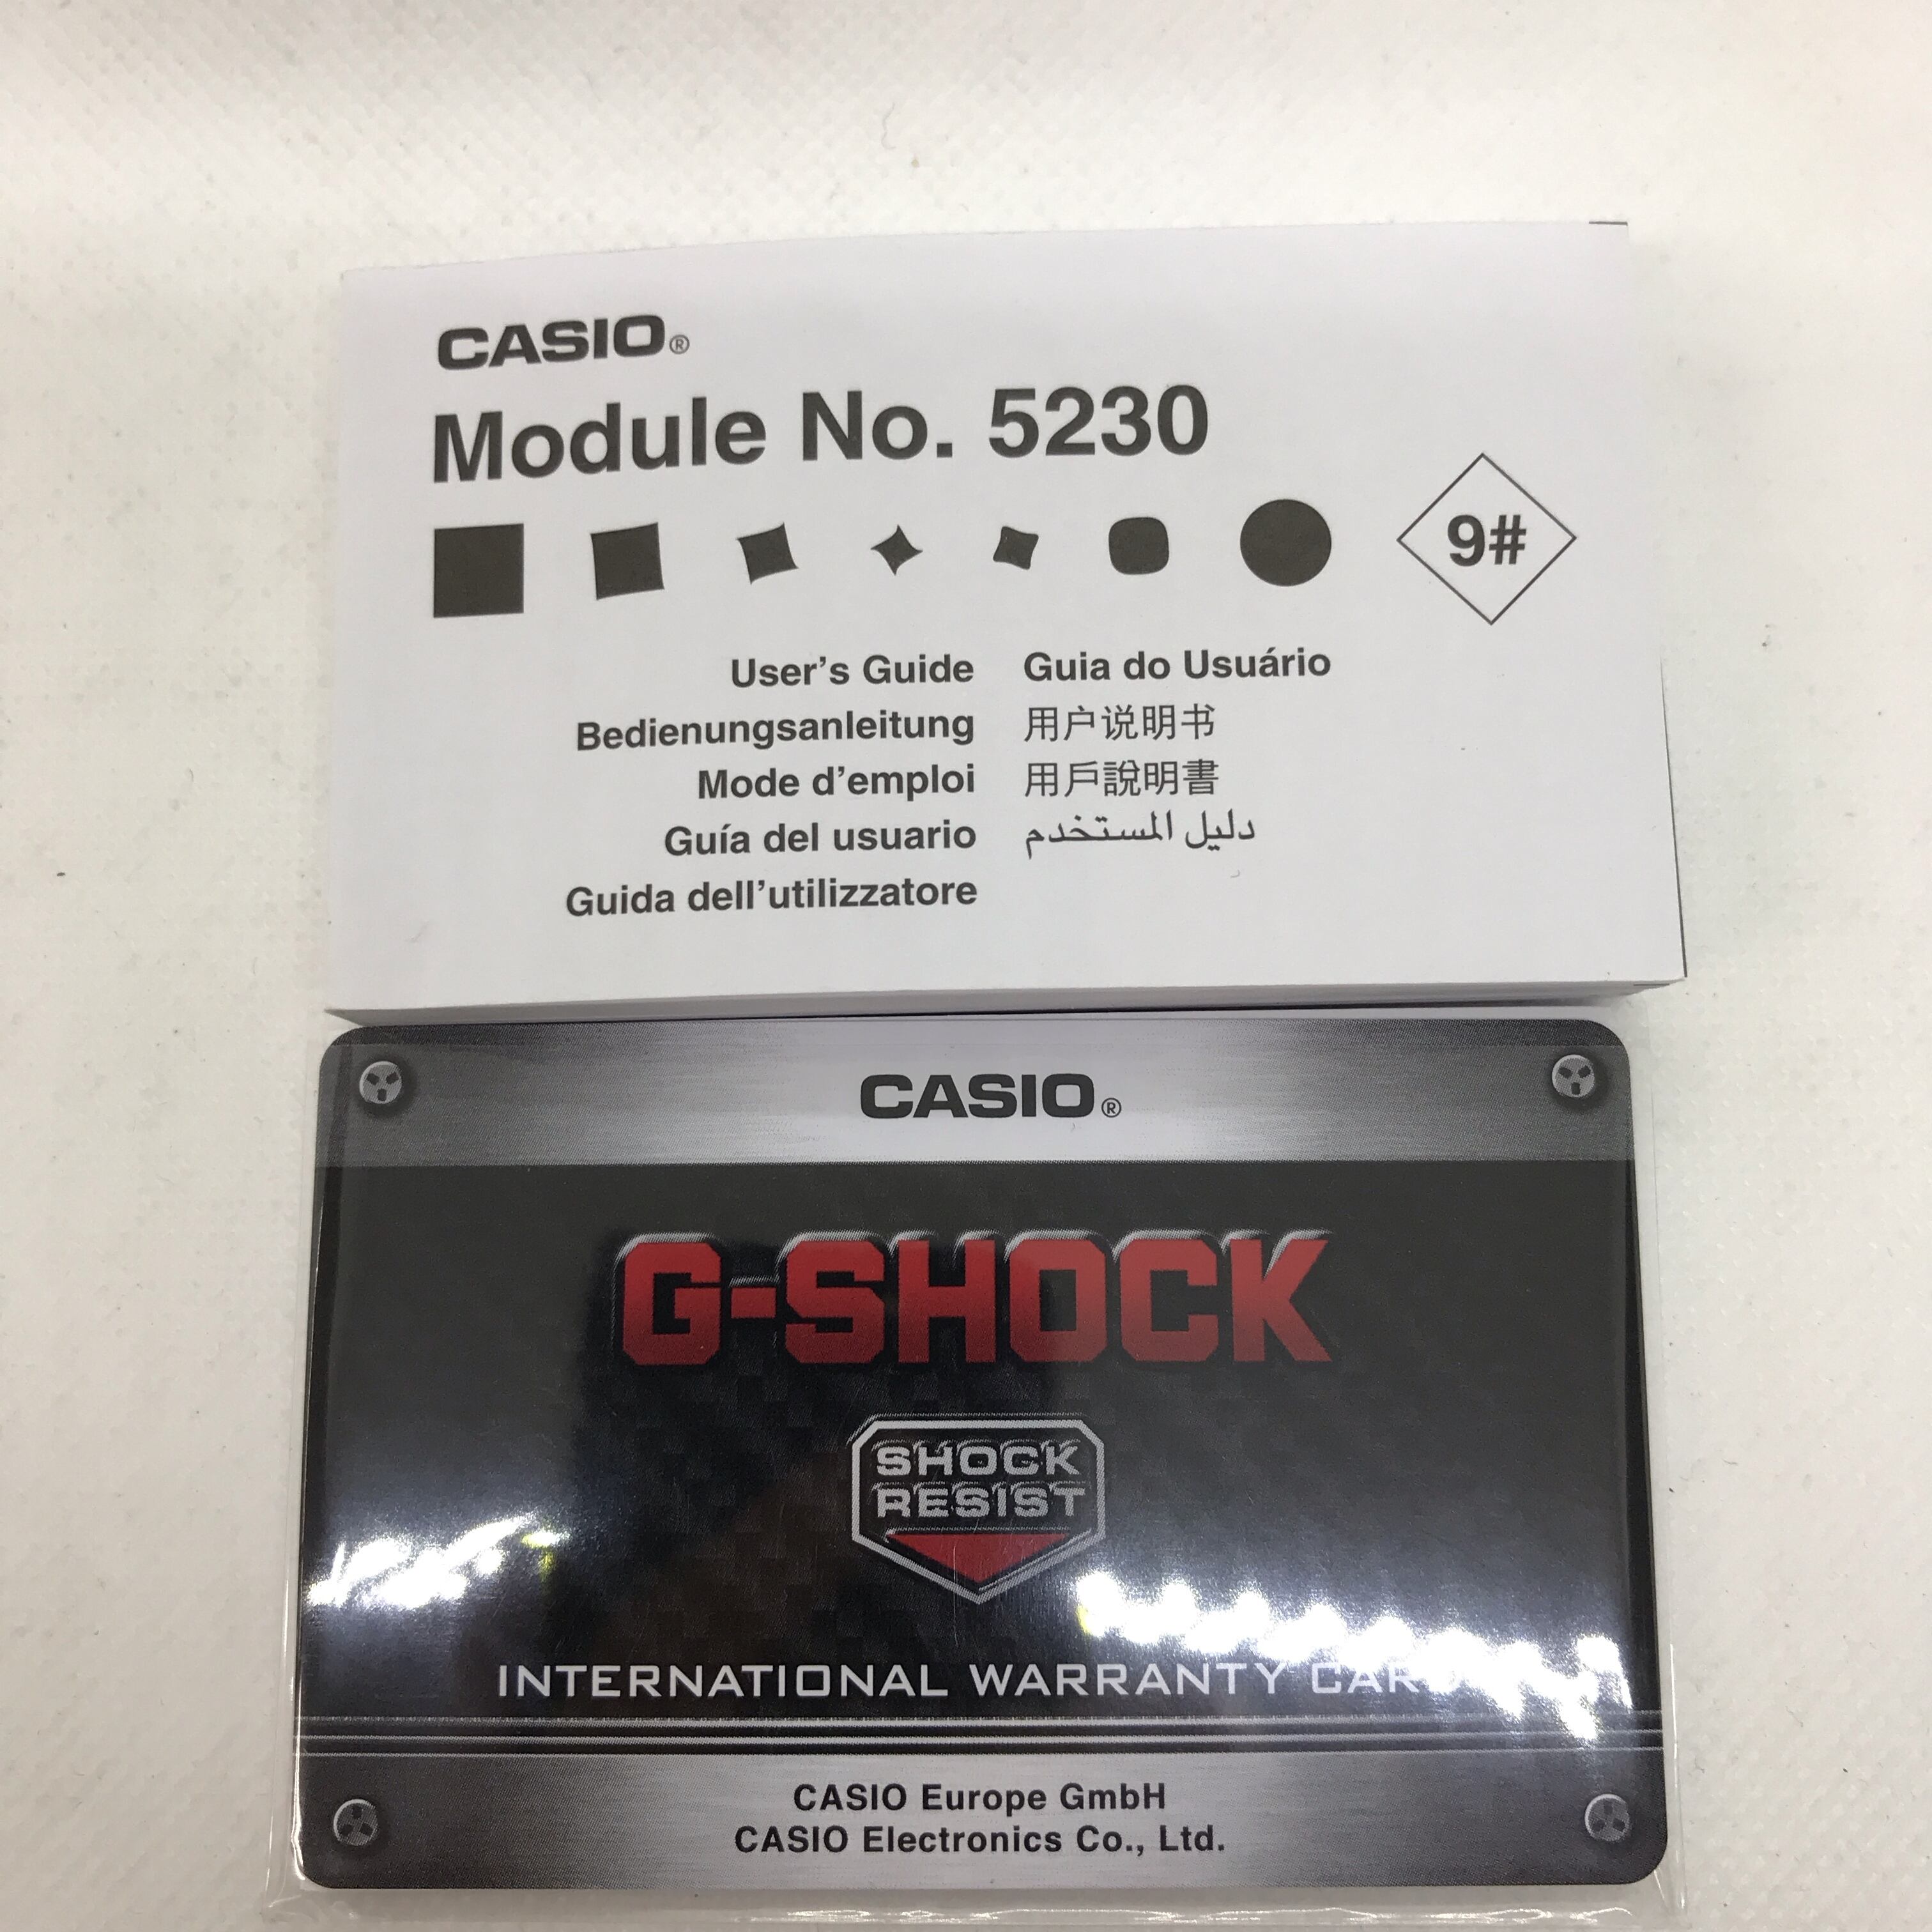 CASIO®
Module No. 5230
9#
User's Guide
Bedienungsanleitung
Mode d'emploi
Guía del usuario
Guida dell'utilizzatore
Guia do Usuário
用户说明书
用戶說明書
دليل المستخدم
CASIO®
G-SHOCK
SHOCK
RESIST
INTERNATIONAL WARRANTY CARD
CASIO Europe GmbH
CASIO Electronics Co., Ltd.